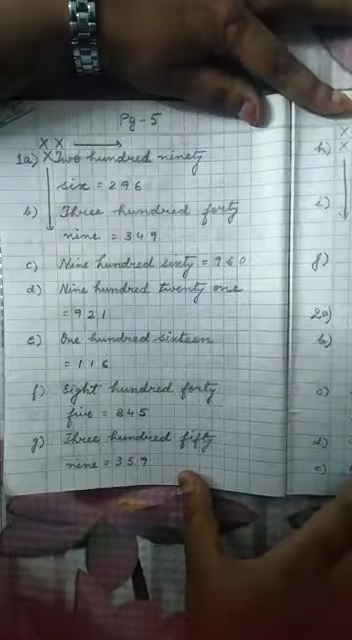 Pg - 5
X X
1a) X Two hundred ninety
six = 296
b) Three hundred forty
nine = 349
c) Nine hundred sixty = 960
d) Nine hundred twenty one
= 921
e) One hundred sixteen
= 116
f) Eight hundred forty
five = 845
g) Three hundred fifty
nine = 359
X
h) X
i)
j)
2a)
b)
c)
d)
e)